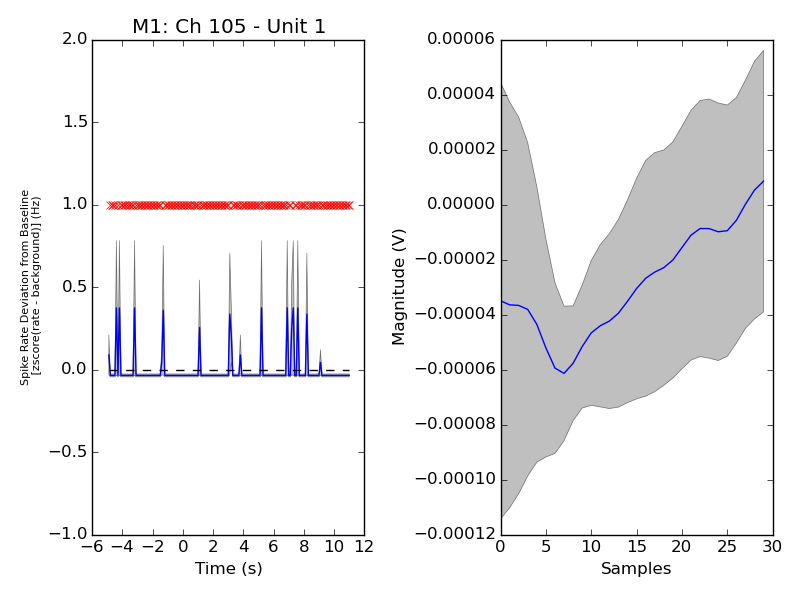 M1: Ch 105 - Unit 1
2.0
1.5
1.0
0.5
0.0
−0.5
−1.0
Spike Rate Deviation from Baseline
[zscore(rate - background)] (Hz)
−6 −4 −2 0 2 4 6 8 10 12
Time (s)
0.00006
0.00004
0.00002
0.00000
−0.00002
−0.00004
−0.00006
−0.00008
−0.00010
−0.00012
Magnitude (V)
0 5 10 15 20 25 30
Samples